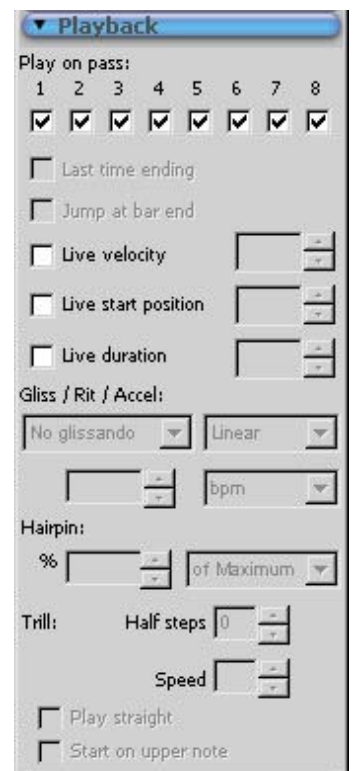 Playback
Play on pass:
1 2 3 4 5 6 7 8
Last time ending
Jump at bar end
Live velocity
Live start position
Live duration
Gliss / Rit / Accel:
No glissando Linear
bpm
Hairpin:
% of Maximum
Trill: Half steps 0
Speed
Play straight
Start on upper note